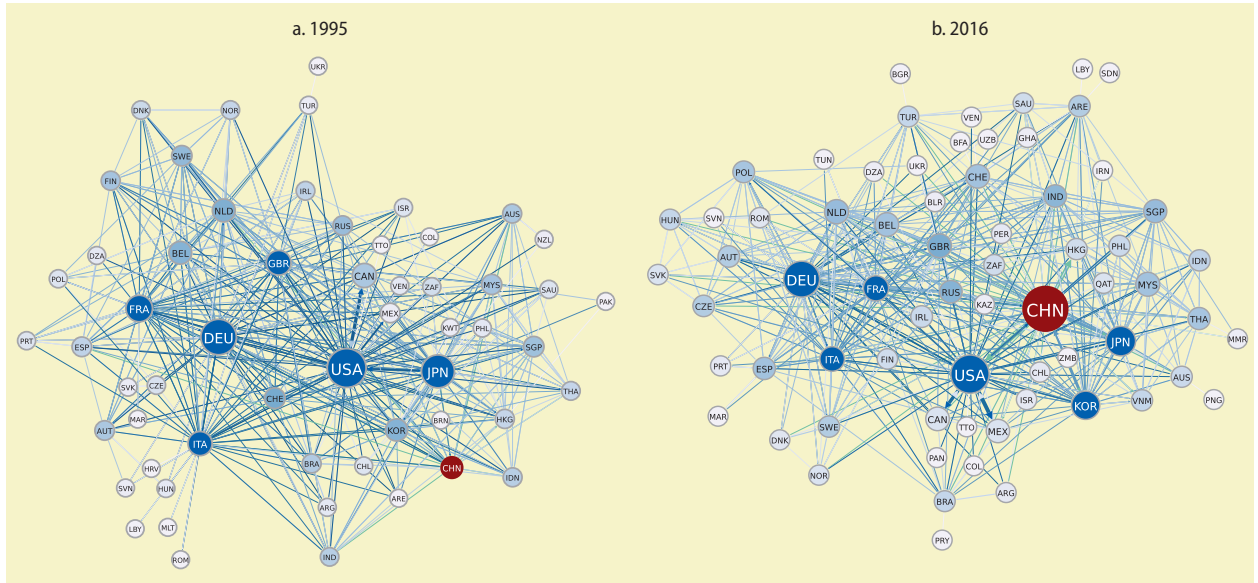 a. 1995
UKR
DNK
NOR
TUR
SWE
FIN
IRL
NLD
ISR
AUS
RUS
COL
NZL
TTO
DZA
BEL
GBR
CAN
POL
VEN
ZAF
MYS
SAU
PAK
FRA
MEX
KWT
PHL
PRT
ESP
DEU
SGP
USA
JPN
SVK
CZE
THA
CHE
MAR
BRN
HKG
AUT
ITA
KOR
HRV
BRA
CHL
CHN
IDN
SVN
HUN
ARE
ARG
LBY
MLT
ROM
IND
b. 2016
BGR
LBY
SDN
TUR
VEN
SAU
ARE
BFA
UZB
GHA
TUN
POL
DZA
UKR
CHE
IRN
BLR
IND
HUN
SVN
ROM
NLD
BEL
SGP
PER
AUT
GBR
HKG
PHL
SVK
ZAF
IDN
DEU
FRA
RUS
QAT
MYS
CZE
IRL
KAZ
CHN
THA
JPN
MMR
ITA
FIN
ZMB
PRT
ESP
USA
CHL
AUS
ISR
KOR
VNM
PNG
MAR
CAN
SWE
TTO
MEX
DNK
PAN
COL
NOR
BRA
ARG
PRY